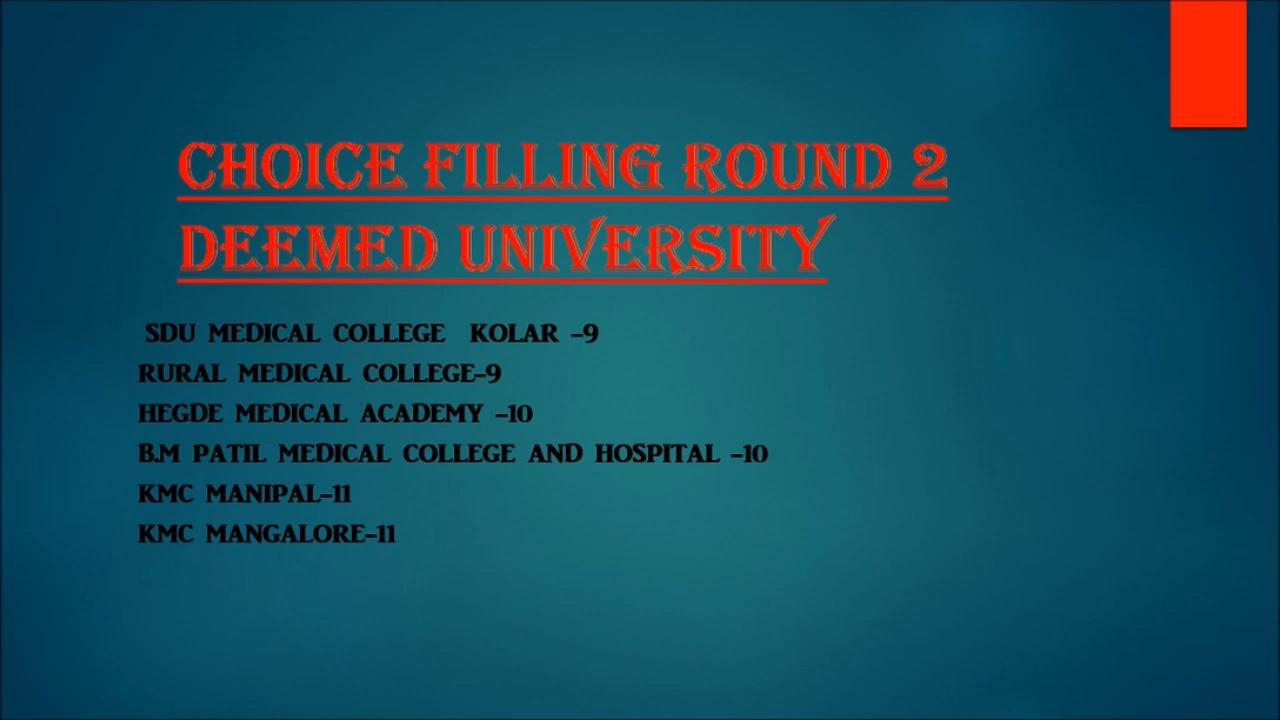 CHOICE FILLING ROUND 2
DEEMED UNIVERSITY
SDU MEDICAL COLLEGE KOLAR -9
RURAL MEDICAL COLLEGE-9
HEGDE MEDICAL ACADEMY -10
B.M PATIL MEDICAL COLLEGE AND HOSPITAL -10
KMC MANIPAL-11
KMC MANGALORE-11